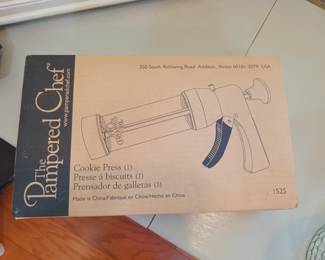 350 South Rohlwing Road Addison, Illinois 60101-3079 USA
The
Pampered Chef®
www.pamperedchef.com
Cookie Press (1)
Presse à biscuits (1)
Prensador de galletas (1)
Made in China/Fabriqué en Chine/Hecho en China
1525